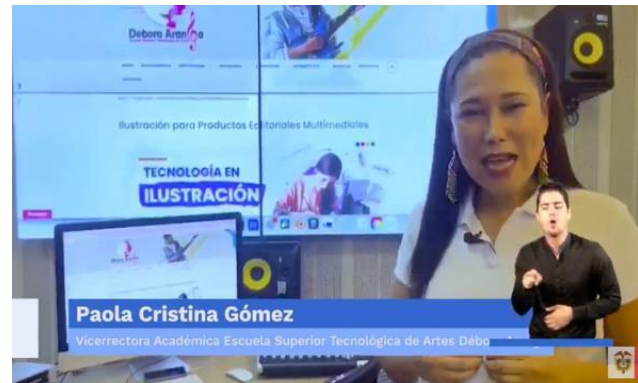 Débora Arango
Ilustración para Productos Editoriales Multimediales
TECNOLOGÍA EN
ILUSTRACIÓN
Paola Cristina Gómez
Vicerrectora Académica Escuela Superior Tecnológica de Artes